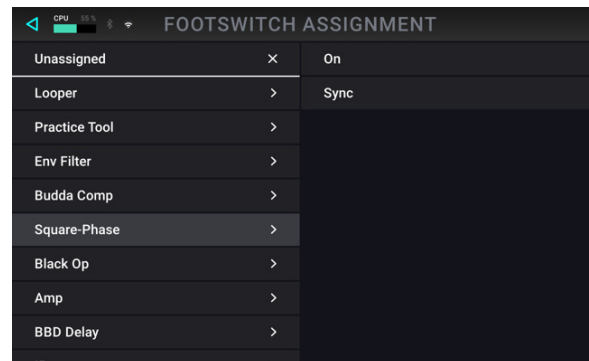 CPU 55 %
FOOTSWITCH ASSIGNMENT
Unassigned
Looper
Practice Tool
Env Filter
Budda Comp
Square-Phase
Black Op
Amp
BBD Delay
On
Sync